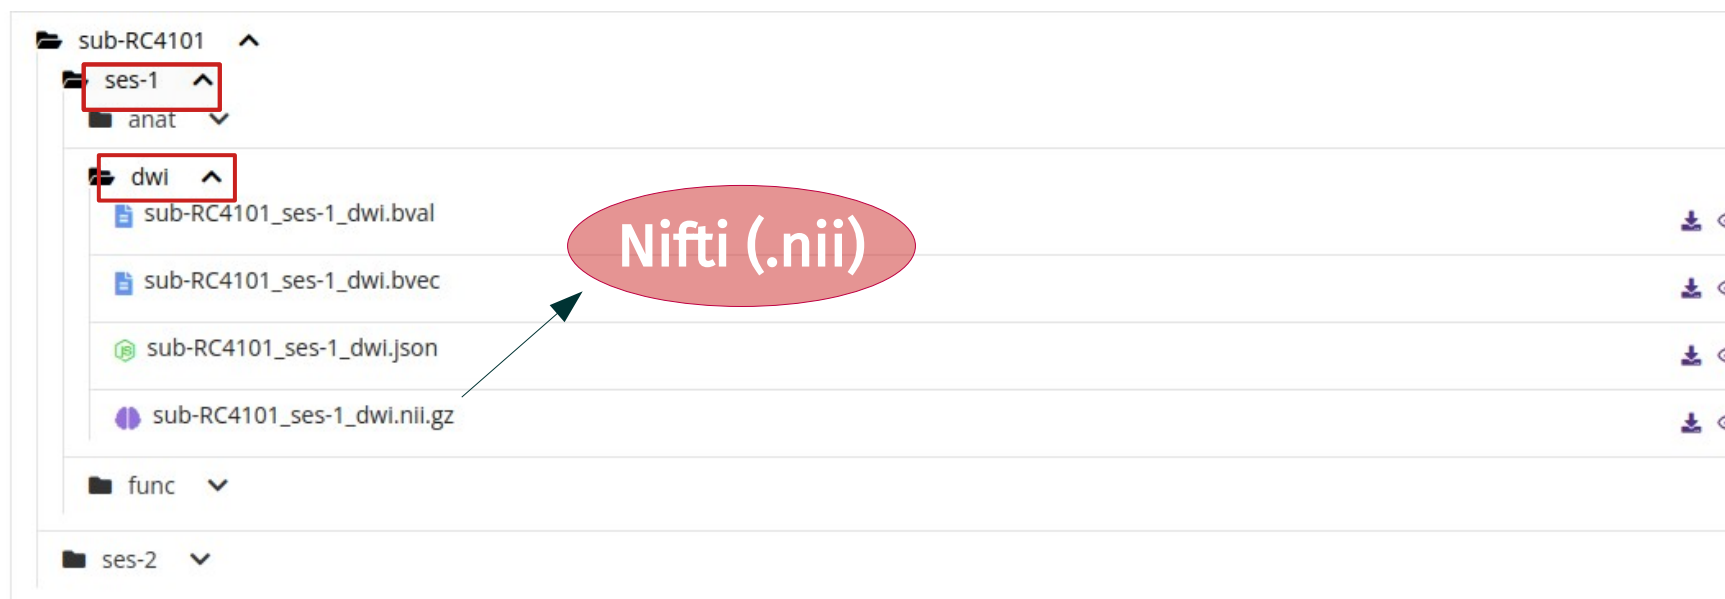 sub-RC4101
ses-1
anat
dwi
sub-RC4101_ses-1_dwi.bval
Nifti (.nii)
sub-RC4101_ses-1_dwi.bvec
sub-RC4101_ses-1_dwi.json
sub-RC4101_ses-1_dwi.nii.gz
func
ses-2